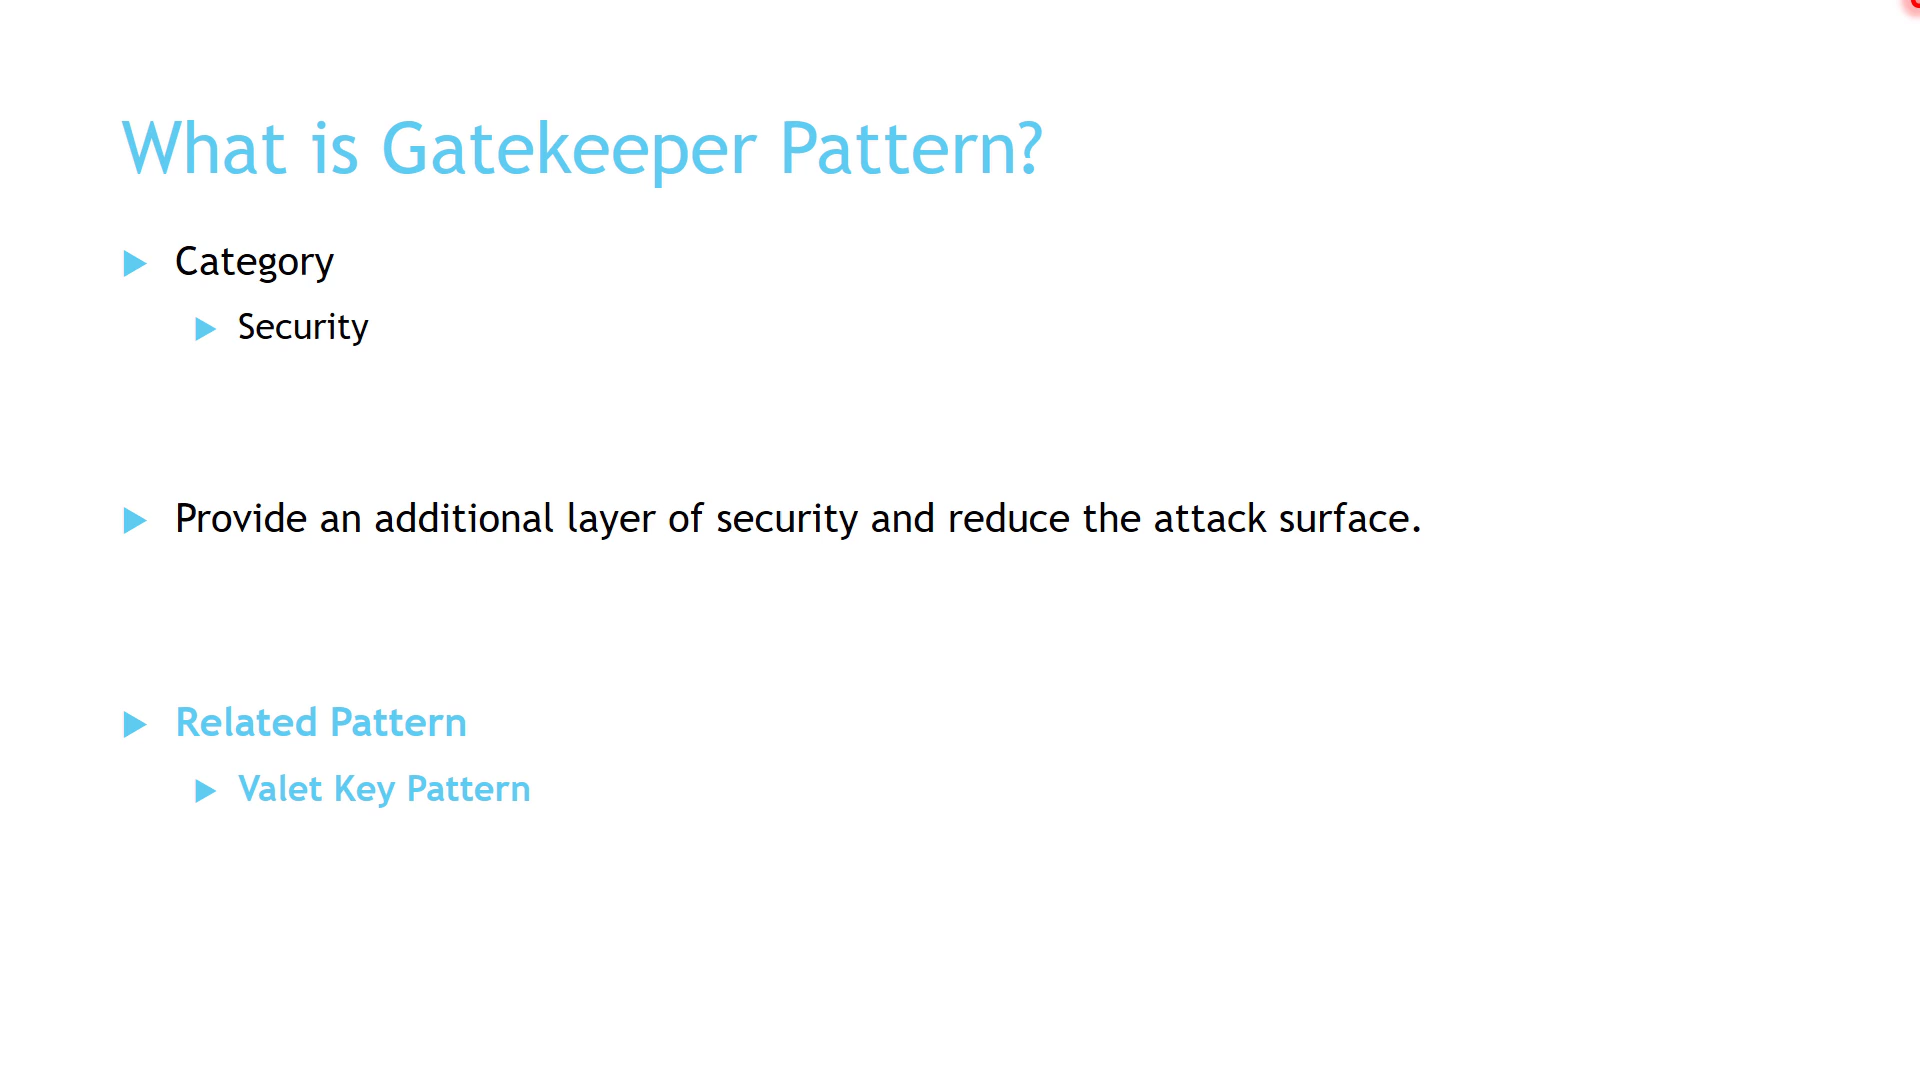 What is Gatekeeper Pattern?
Category
Security
Provide an additional layer of security and reduce the attack surface.
Related Pattern
Valet Key Pattern